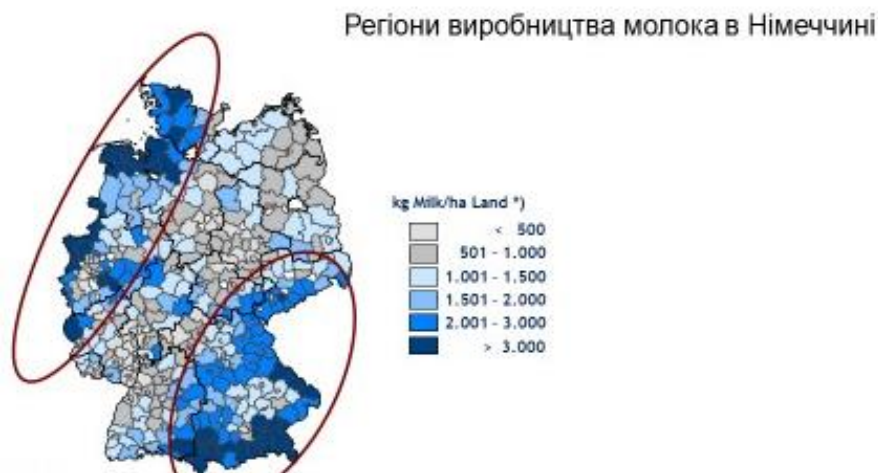 Регіони виробництва молока в Німеччині
kg Milk/ha Land *)
< 500
501 - 1.000
1.001 - 1.500
1.501 - 2.000
2.001 - 3.000
> 3.000